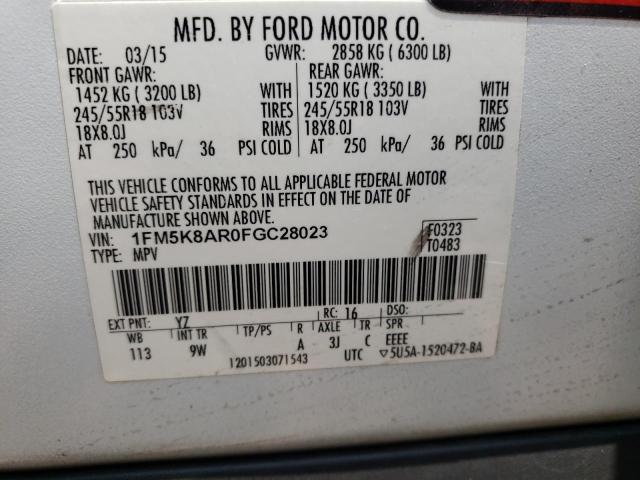 MFD. BY FORD MOTOR CO.
DATE: 03/15 GVWR: 2858 KG ( 6300 LB)
FRONT GAWR: REAR GAWR:
1452 KG ( 3200 LB) WITH 1520 KG ( 3350 LB) WITH
245/55R18 103V TIRES 245/55R18 103V TIRES
18X8.0J RIMS 18X8.0J RIMS
AT 250 kPa/ 36 PSI COLD AT 250 kPa/ 36 PSI COLD
THIS VEHICLE CONFORMS TO ALL APPLICABLE FEDERAL MOTOR
VEHICLE SAFETY STANDARDS IN EFFECT ON THE DATE OF
MANUFACTURE SHOWN ABOVE.
VIN: 1FM5K8AR0FGC28023 F0323
TYPE: MPV T0483
EXT PNT: YZ RC: 16 DSO:
WB INT TR TP/PS R AXLE TR SPR
113 9W A 3J C EEEE
1201503071543 UTC ▽5U5A-1520472-BA